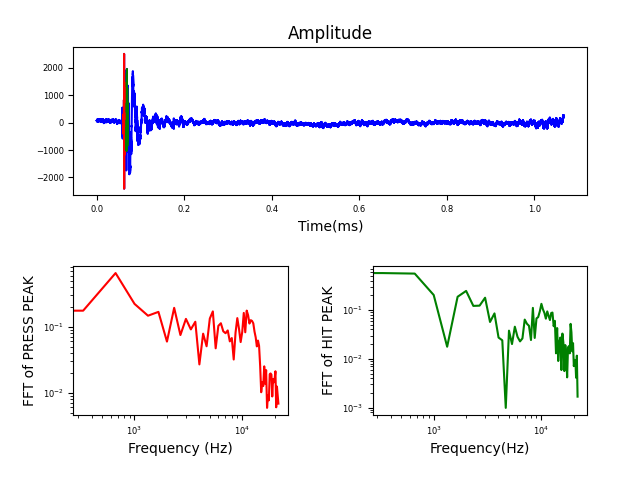 Amplitude
2000
1000
0
−1000
−2000
0.0 0.2 0.4 0.6 0.8 1.0
Time(ms)
FFT of PRESS PEAK
10⁻¹
10⁻²
10³ 10⁴
Frequency (Hz)
FFT of HIT PEAK
10⁻¹
10⁻²
10⁻³
10³ 10⁴
Frequency(Hz)